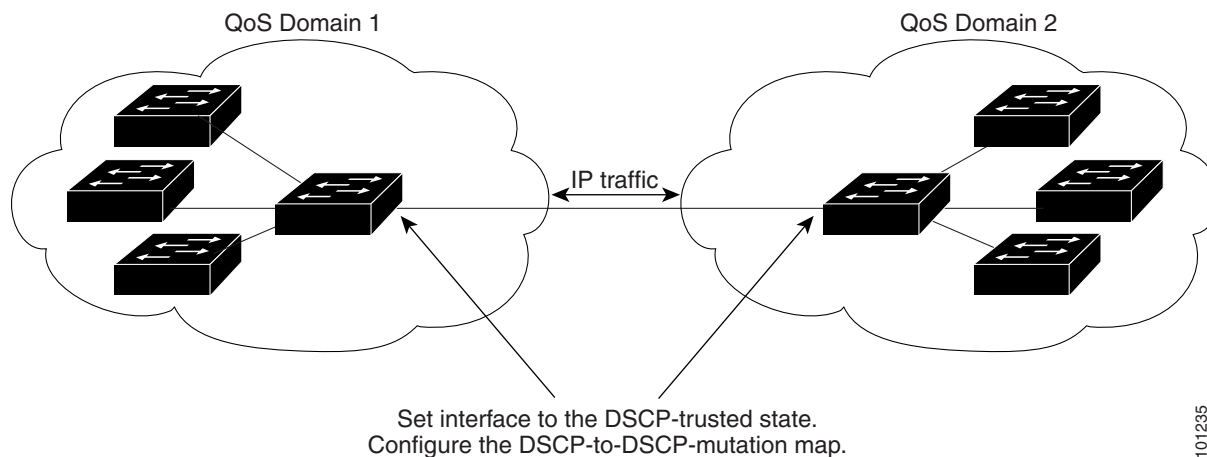 QoS Domain 1
QoS Domain 2
IP traffic
Set interface to the DSCP-trusted state.
Configure the DSCP-to-DSCP-mutation map.
101235